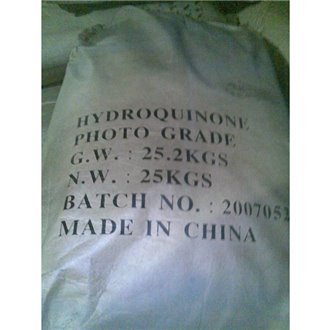 HYDROQUINONE
PHOTO GRADE
G.W. : 25.2KGS
N.W. : 25KGS
BATCH NO. : 2007052
MADE IN CHINA